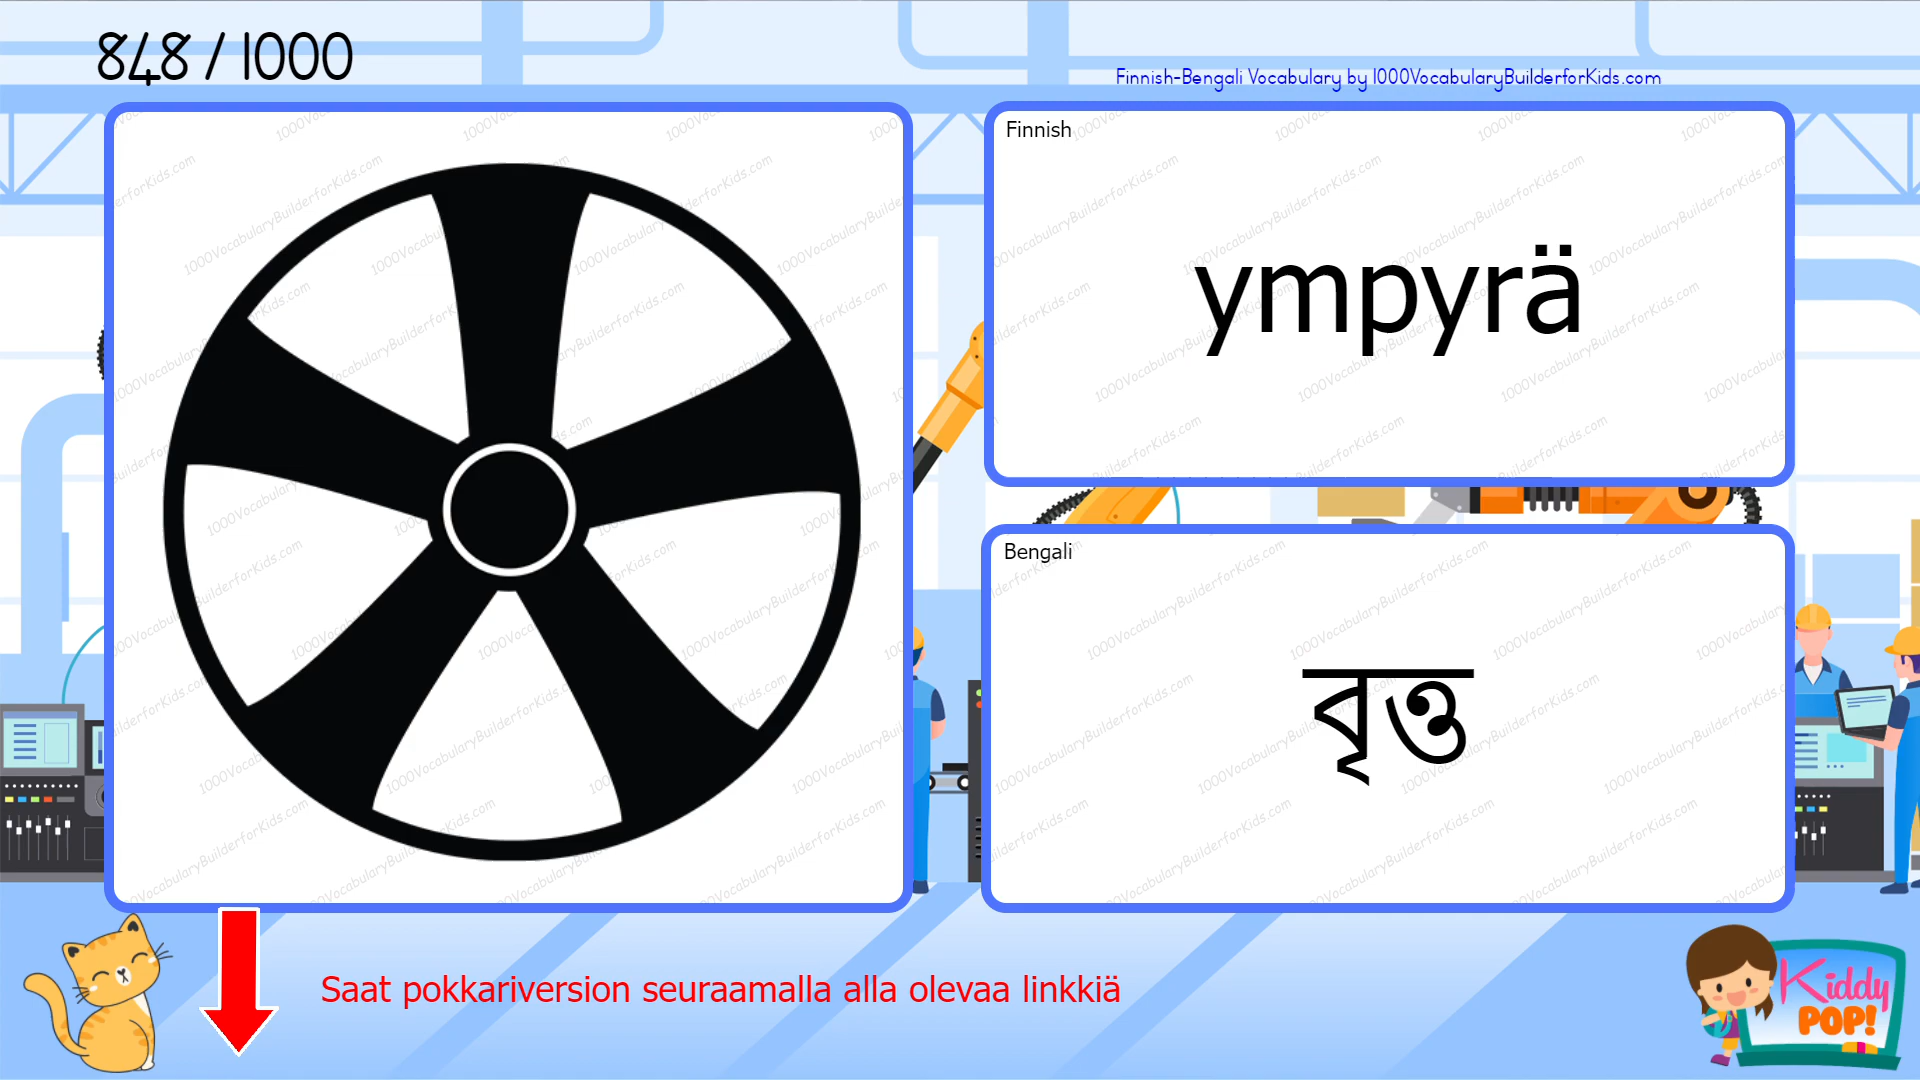 848 / 1000
Finnish-Bengali Vocabulary by 1000VocabularyBuilderforKids.com
Finnish
ympyrä
Bengali
বৃত্ত
Saat pokkariversion seuraamalla alla olevaa linkkiä
Kiddy
POP!